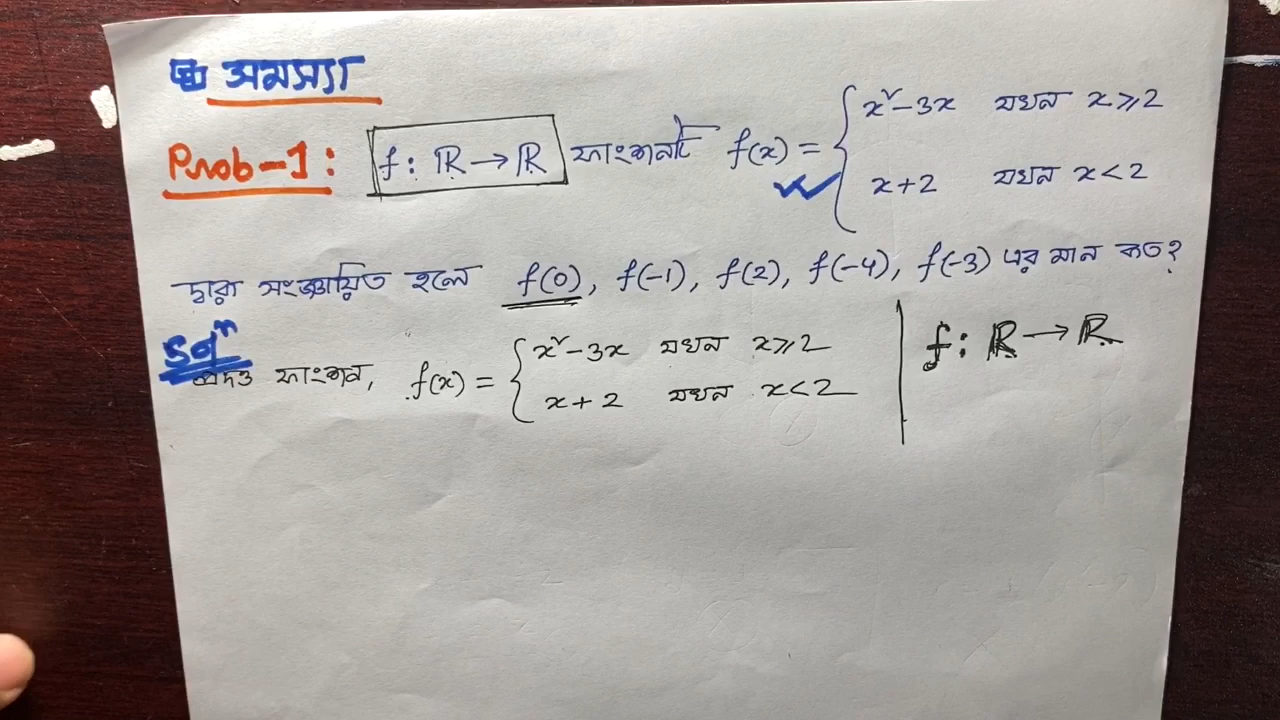 সমস্যা
Prob-1: f: ℝ → ℝ ফাংশনটি f(x) = { x² - 3x যখন x ≥ 2
x + 2 যখন x < 2
দ্বারা সংজ্ঞায়িত হলে f(0), f(-1), f(2), f(-4), f(-3) এর মান কত?
Solⁿ
প্রদত্ত ফাংশন, f(x) = { x² - 3x যখন x ≥ 2
x + 2 যখন x < 2
f: ℝ → ℝ